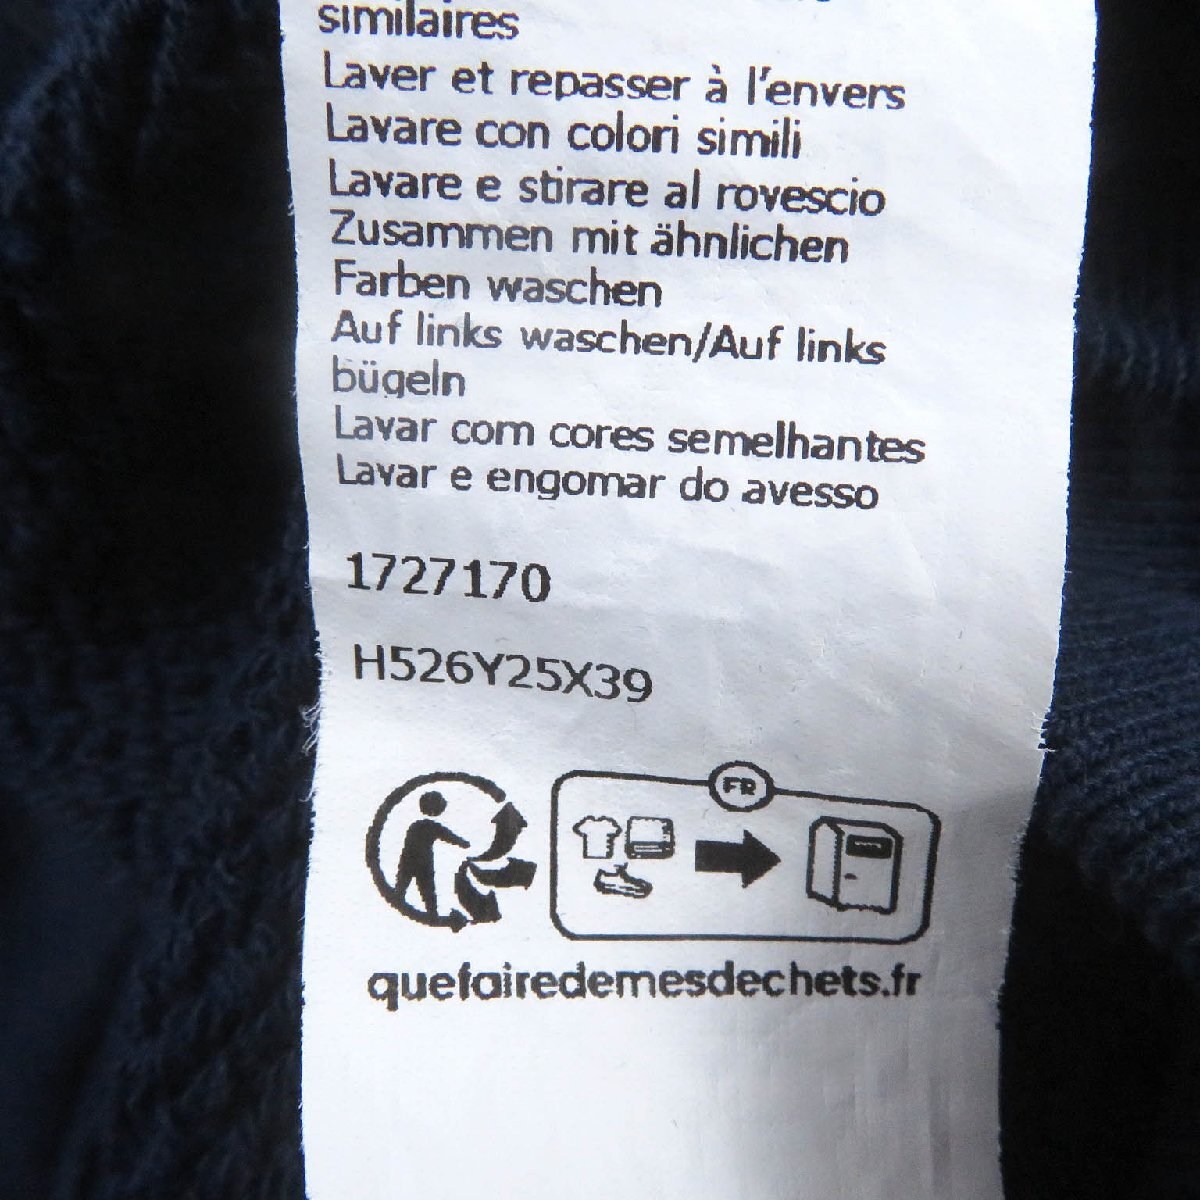 similaires
Laver et repasser à l'envers
Lavare con colori simili
Lavare e stirare al rovescio
Zusammen mit ähnlichen
Farben waschen
Auf links waschen/Auf links
bügeln
Lavar com cores semelhantes
Lavar e engomar do avesso
1727170
H526Y25X39
FR
quefairedemesdechets.fr